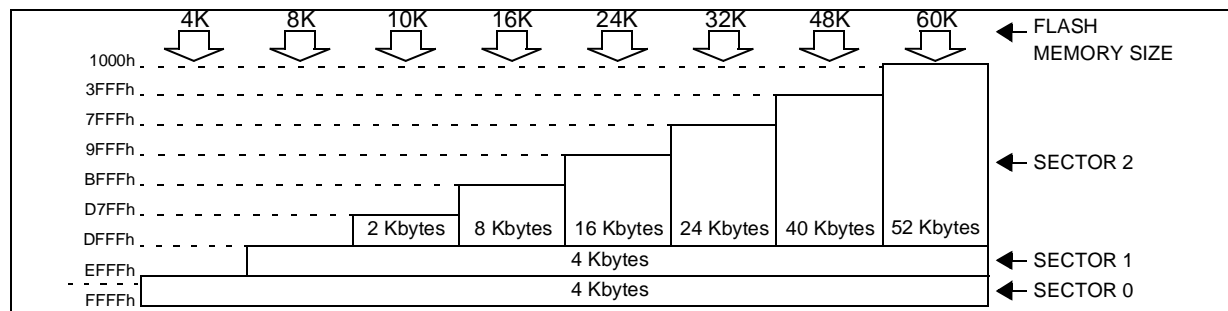 4K 8K 10K 16K 24K 32K 48K 60K FLASH
MEMORY SIZE
1000h
3FFFh
7FFFh
9FFFh
SECTOR 2
BFFFh
D7FFh
2 Kbytes 8 Kbytes 16 Kbytes 24 Kbytes 40 Kbytes 52 Kbytes
DFFFh
4 Kbytes SECTOR 1
EFFFh
4 Kbytes SECTOR 0
FFFFh